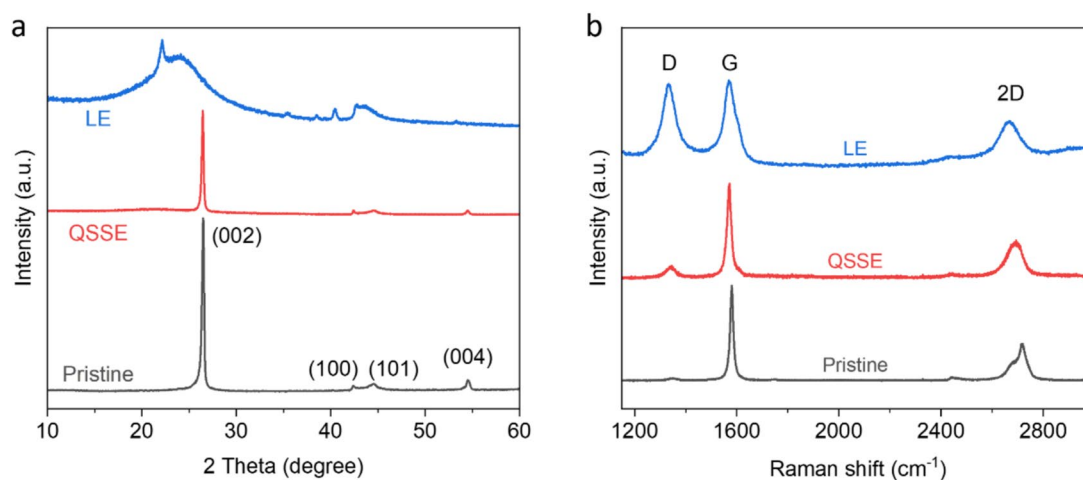 a
LE
QSSE
(002)
Pristine
(100)
(101)
(004)
Intensity (a.u.)
10
20
30
40
50
60
2 Theta (degree)
b
D
G
2D
LE
QSSE
Pristine
Intensity (a.u.)
1200
1600
2000
2400
2800
Raman shift (cm⁻¹)